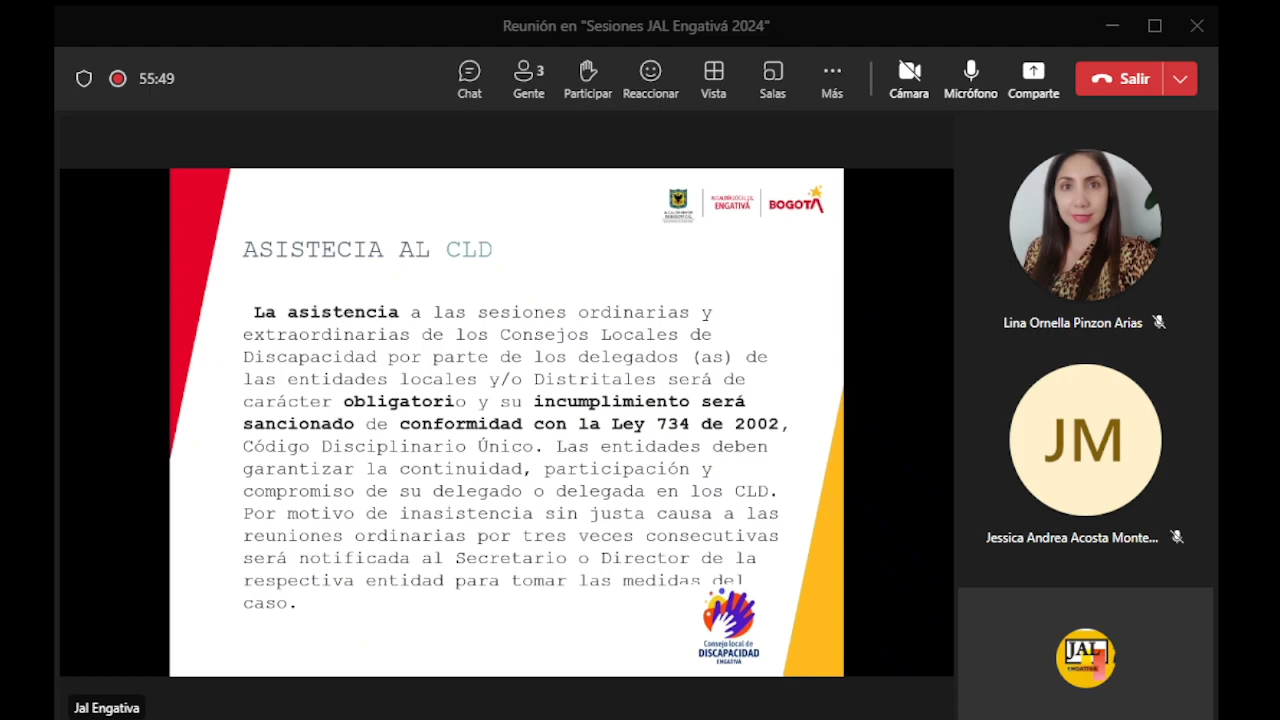 Reunión en "Sesiones JAL Engativá 2024"
55:49
Chat
Gente
3
Participar
Reaccionar
Vista
Salas
Más
Cámara
Micrófono
Comparte
Salir
ALCALDÍA LOCAL DE
ENGATIVÁ
BOGOTÁ
ASISTECIA AL CLD
La asistencia a las sesiones ordinarias y
extraordinarias de los Consejos Locales de
Discapacidad por parte de los delegados (as) de
las entidades locales y/o Distritales será de
carácter obligatorio y su incumplimiento será
sancionado de conformidad con la Ley 734 de 2002,
Código Disciplinario Único. Las entidades deben
garantizar la continuidad, participación y
compromiso de su delegado o delegada en los CLD.
Por motivo de inasistencia sin justa causa a las
reuniones ordinarias por tres veces consecutivas
será notificada al Secretario o Director de la
respectiva entidad para tomar las medidas del
caso.
Consejo local de
DISCAPACIDAD
ENGATIVÁ
Lina Ornella Pinzon Arias
JM
Jessica Andrea Acosta Monte...
JAL
ENGATIVÁ
Jal Engativa